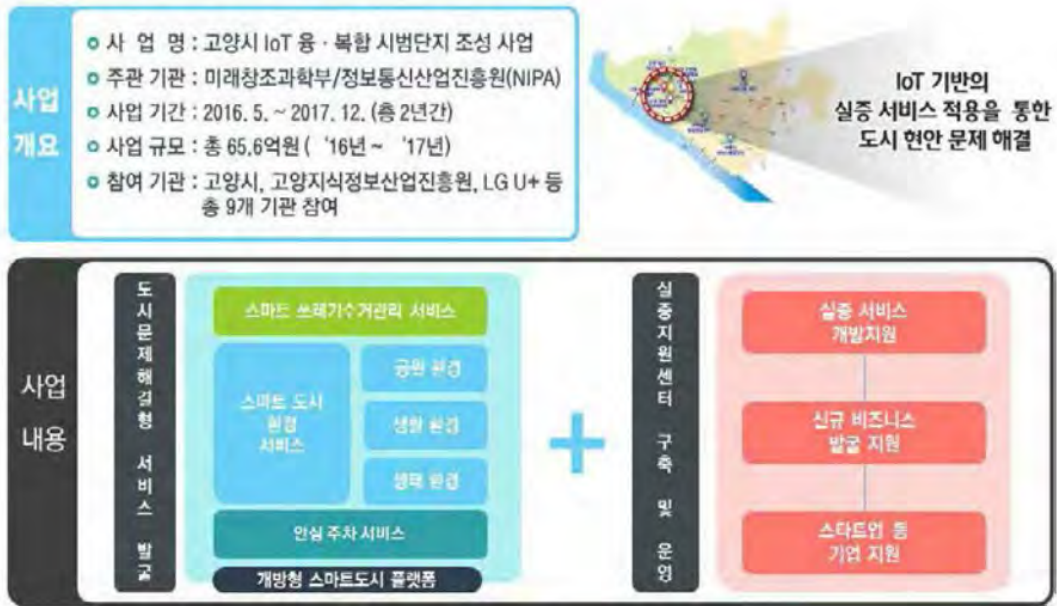 사업
개요
사 업 명 : 고양시 IoT 융 · 복합 시범단지 조성 사업
주관 기관 : 미래창조과학부/정보통신산업진흥원(NIPA)
사업 기간 : 2016. 5. ~ 2017. 12. (총 2년간)
사업 규모 : 총 65.6억원 ( ‘16년 ~ ‘17년)
참여 기관 : 고양시, 고양지식정보산업진흥원, LG U+ 등
총 9개 기관 참여
IoT 기반의
실증 서비스 적용을 통한
도시 현안 문제 해결
사업
내용
도시문제해결형 서비스 발굴
스마트 쓰레기수거관리 서비스
스마트 도시
환경
서비스
공원 환경
생활 환경
생태 환경
안심 주차 서비스
개방형 스마트도시 플랫폼
실증지원센터 구축 및 운영
실증 서비스
개발지원
신규 비즈니스
발굴 지원
스타트업 등
기업 지원